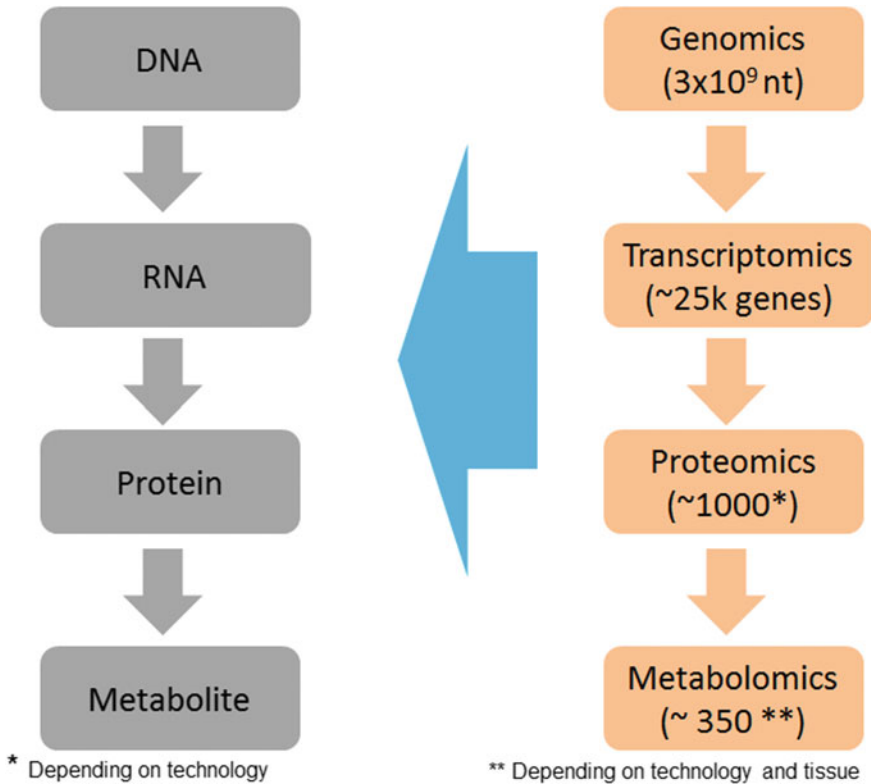 DNA
RNA
Protein
Metabolite
* Depending on technology
Genomics
(3x10⁹ nt)
Transcriptomics
(~25k genes)
Proteomics
(~1000*)
Metabolomics
(~ 350 **)
** Depending on technology and tissue